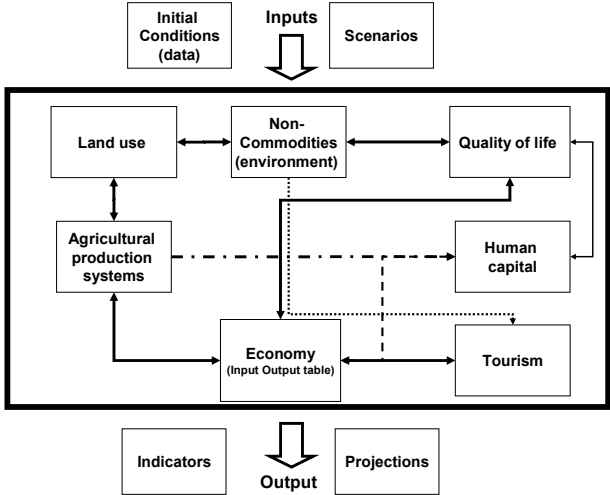 Initial
Conditions
(data)
Inputs
Scenarios
Land use
Non-
Commodities
(environment)
Quality of life
Agricultural
production
systems
Human
capital
Economy
(Input Output table)
Tourism
Indicators
Output
Projections